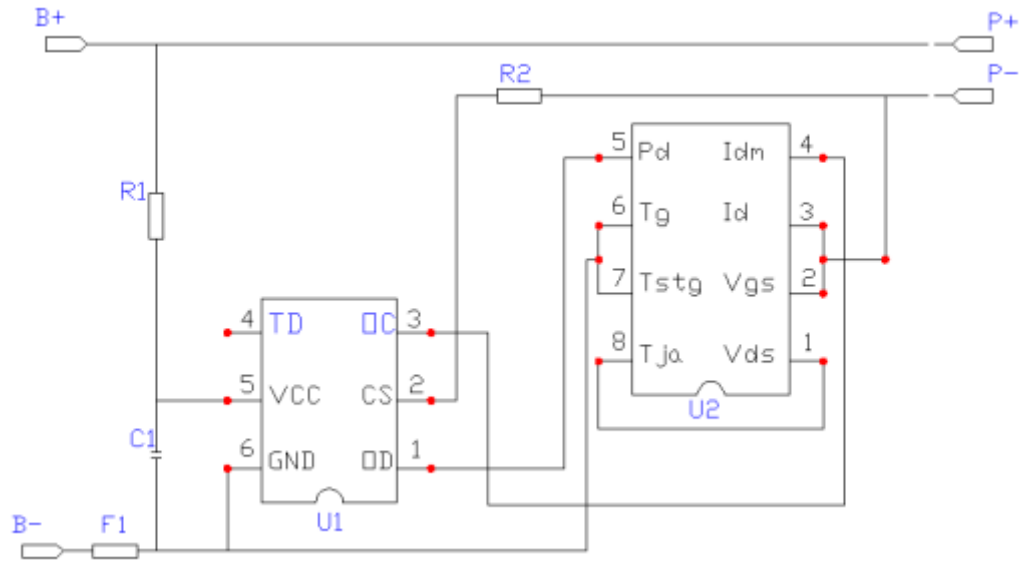 B+
P+
R2
P-
5 Pd Idm 4
R1
6 Tg Id 3
7 Tstg Vgs 2
4 TD OC 3
8 Tja Vds 1
5 VCC CS 2
U2
C1
6 GND OD 1
B- F1 U1